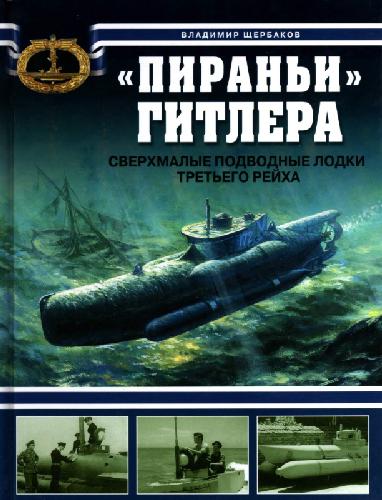 ВЛАДИМИР ЩЕРБАКОВ
«ПИРАНЬИ»
ГИТЛЕРА
СВЕРХМАЛЫЕ ПОДВОДНЫЕ ЛОДКИ
ТРЕТЬЕГО РЕЙХА